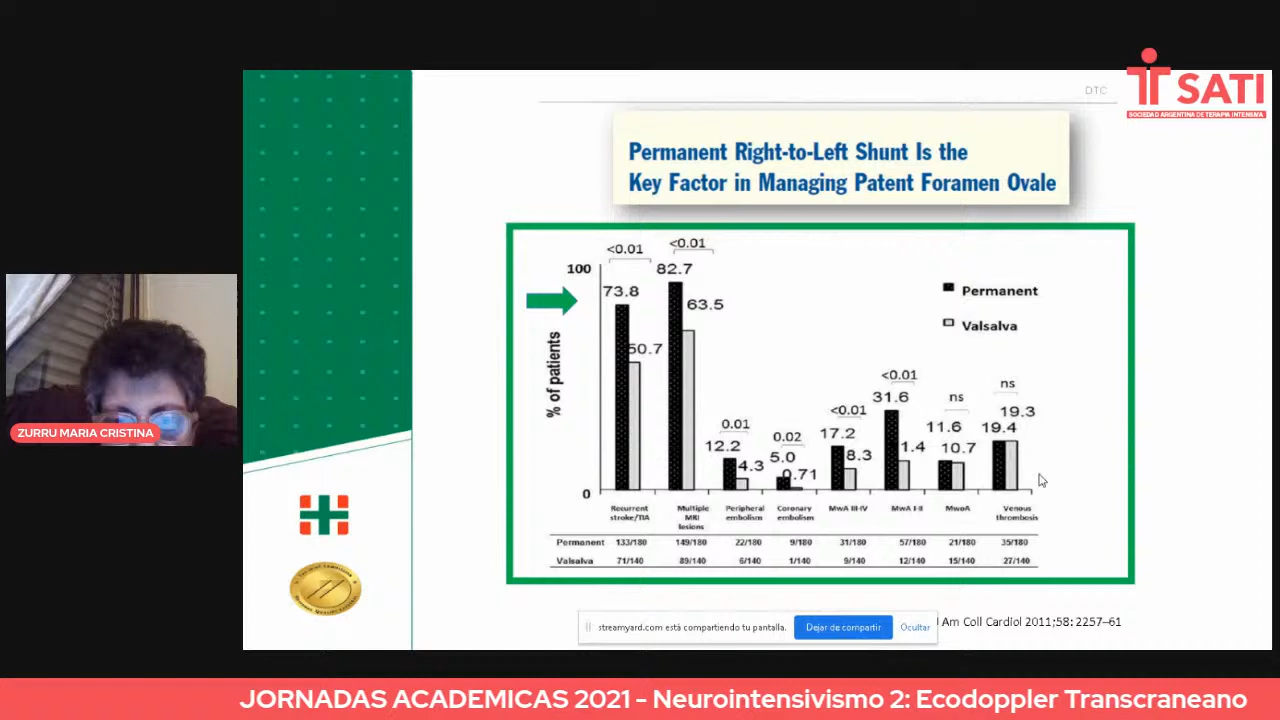 DTC
SATI
SOCIEDAD ARGENTINA DE TERAPIA INTENSIVA
Permanent Right-to-Left Shunt Is the
Key Factor in Managing Patent Foramen Ovale
<0.01
<0.01
100
82.7
73.8
63.5
50.7
Permanent
Valsalva
% of patients
<0.01
31.6
ns
ns
<0.01
0.01
0.02
12.2
5.0
17.2
11.6
19.3
19.4
4.3
0.71
8.3
1.4
10.7
0
Recurrent stroke/TIA
Multiple MRI lesions
Peripheral embolism
Coronary embolism
MwA III-IV
MwA I-II
MwoA
Venous thrombosis
Permanent 133/180 149/180 22/180 9/180 31/180 57/180 21/180 35/180
Valsalva 71/140 89/140 6/140 1/140 9/140 12/140 15/140 27/140
ZURRU MARIA CRISTINA
streamyard.com está compartiendo tu pantalla. Dejar de compartir Ocultar
Am Coll Cardiol 2011;58: 2257–61
JORNADAS ACADEMICAS 2021 - Neurointensivismo 2: Ecodoppler Transcraneano